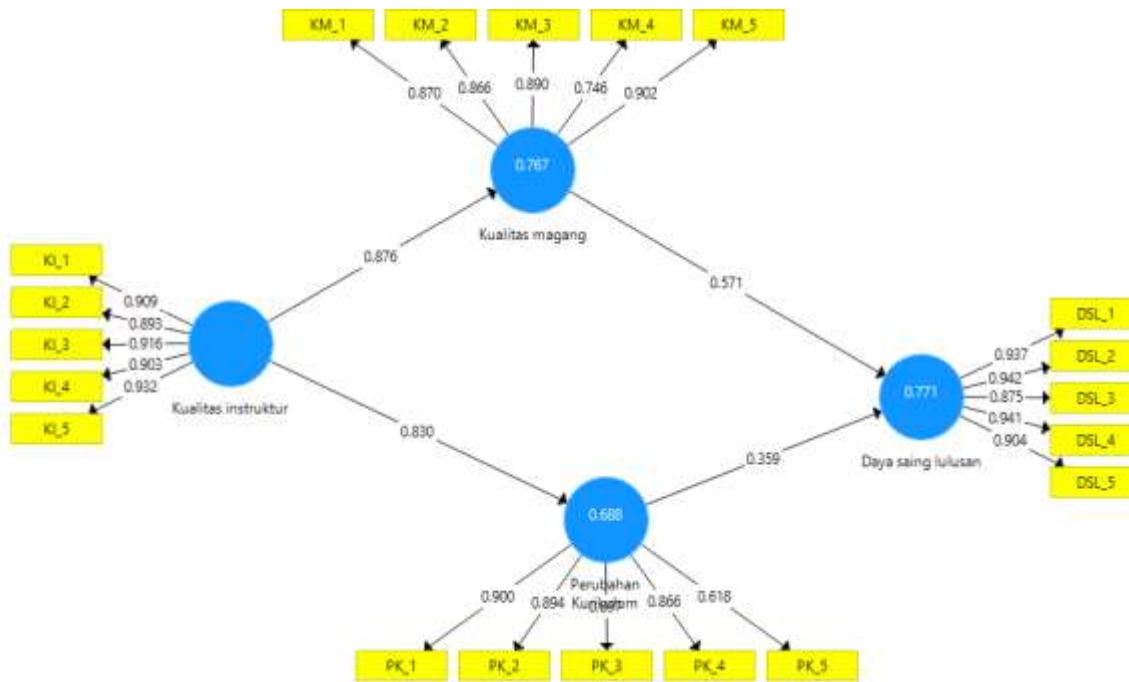 KM_1 KM_2 KM_3 KM_4 KM_5
0.870 0.866 0.890 0.746 0.902
0.767
Kualitas magang
0.876
0.571
KI_1
KI_2
KI_3
KI_4
KI_5
0.909
0.893
0.916
0.903
0.932
Kualitas instruktur
0.830
0.359
DSL_1
DSL_2
DSL_3
DSL_4
DSL_5
0.937
0.942
0.875
0.941
0.904
0.771
Daya saing lulusan
0.688
Perubahan
0.900 0.894 0.866 0.618
PK_1 PK_2 PK_3 PK_4 PK_5